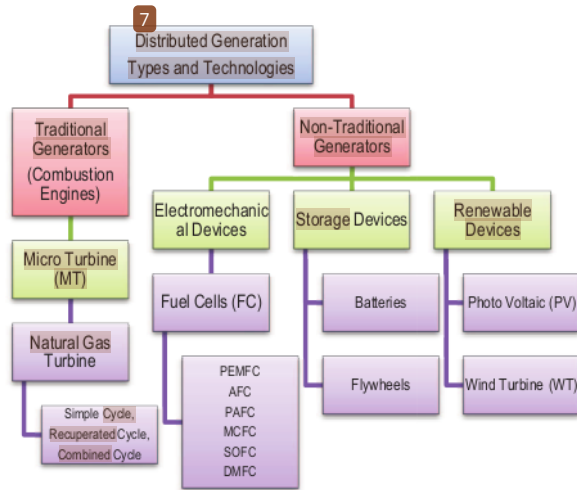 7
Distributed Generation
Types and Technologies
Traditional
Generators
(Combustion
Engines)
Non-Traditional
Generators
Electromechanic
al Devices
Storage Devices
Renewable
Devices
Micro Turbine
(MT)
Fuel Cells (FC)
Batteries
Photo Voltaic (PV)
Natural Gas
Turbine
Flywheels
Wind Turbine (WT)
Simple Cycle,
Recuperated Cycle,
Combined Cycle
PEMFC
AFC
PAFC
MCFC
SOFC
DMFC